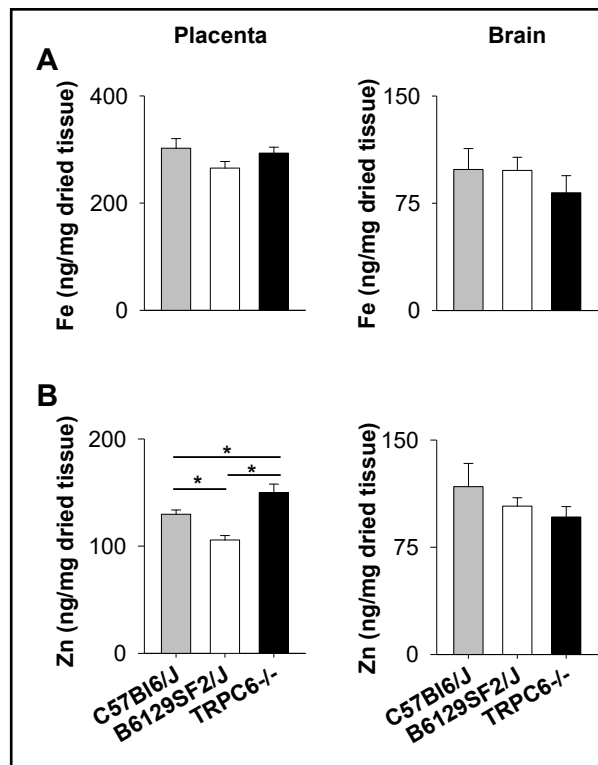 Placenta
Brain
A
400
200
0
Fe (ng/mg dried tissue)
150
75
0
Fe (ng/mg dried tissue)
B
200
100
0
Zn (ng/mg dried tissue)
*
*
*
C57Bl6/J
B6129SF2/J
TRPC6-/-
150
75
0
Zn (ng/mg dried tissue)
C57Bl6/J
B6129SF2/J
TRPC6-/-